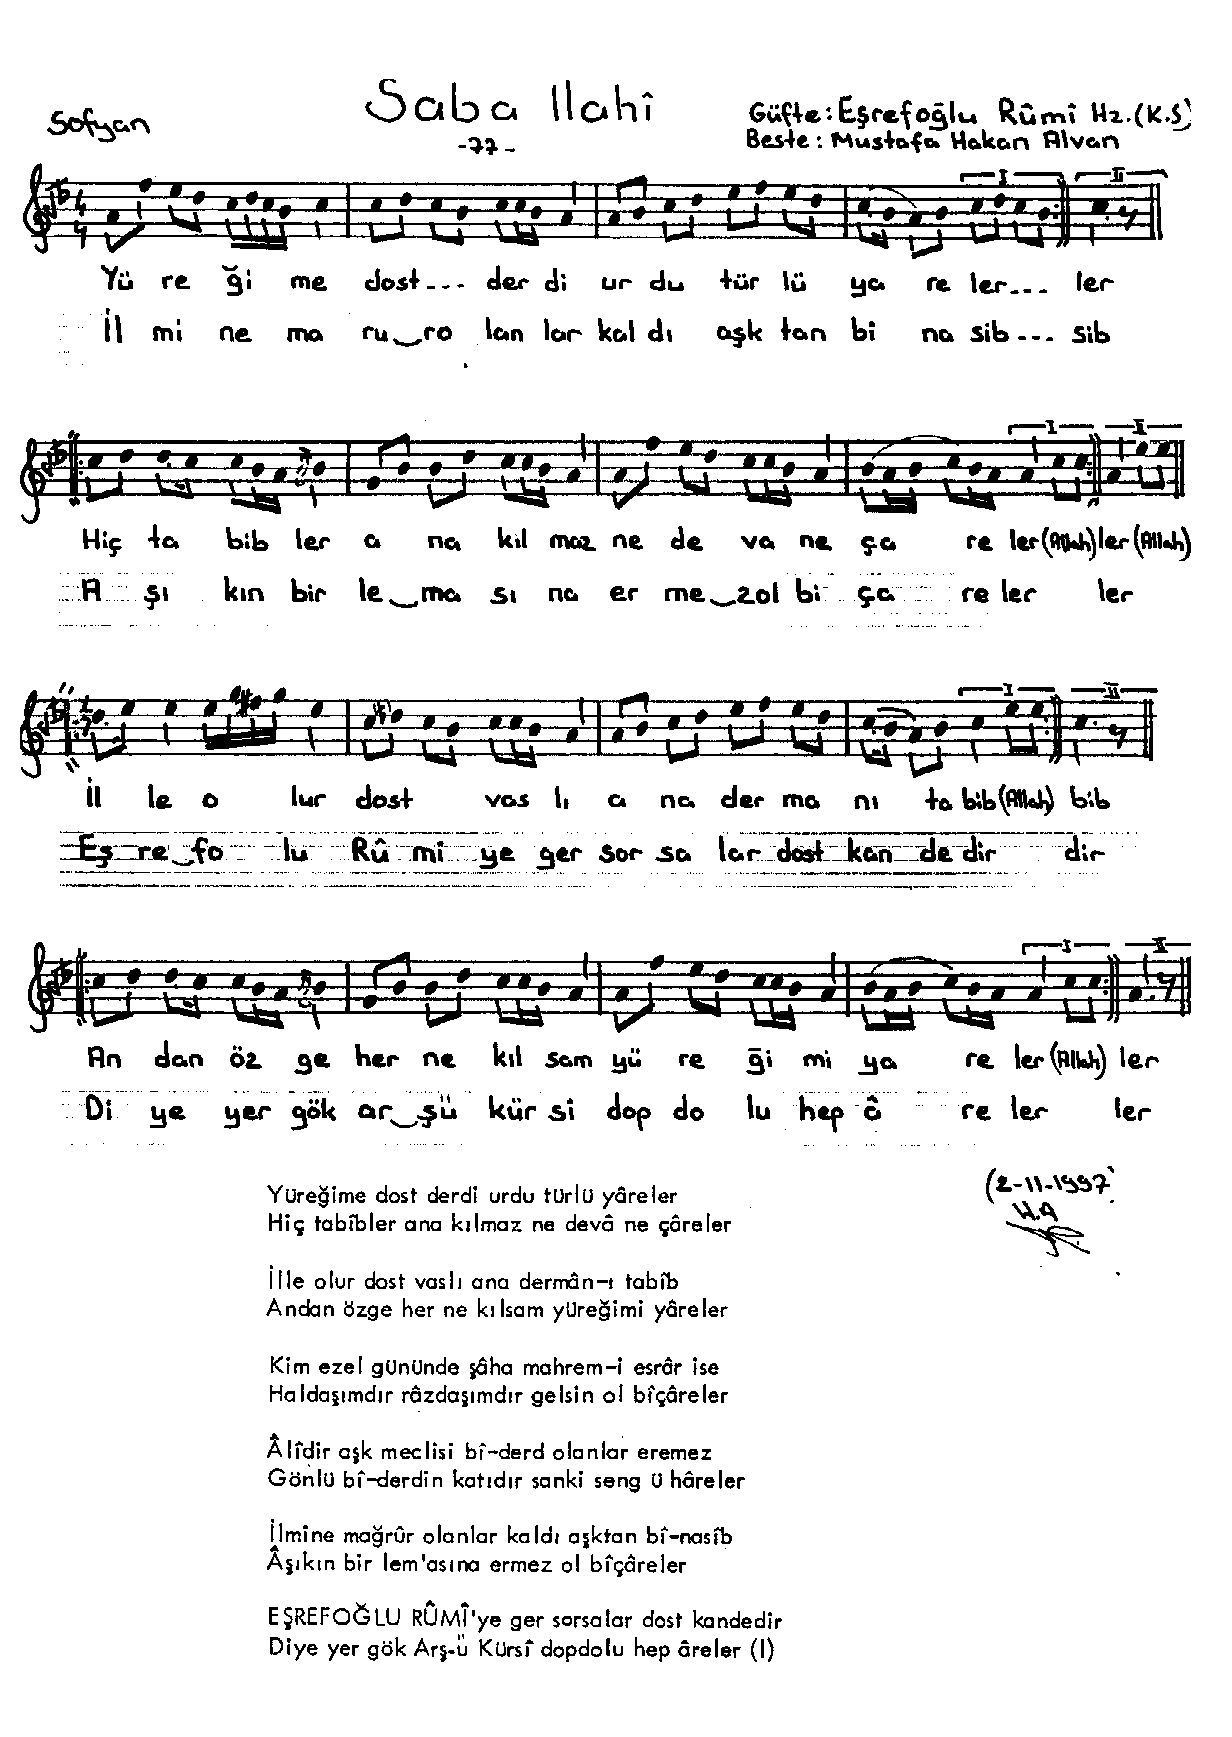 Saba Ilahî
Sofyan
-77-
Güfte: Eşrefoğlu Rûmî Hz. (K.S)
Beste: Mustafa Hakan Alvan
I II
Yü re ği me dost... der di ur du tür lü ya re ler... ler
İl mi ne ma ru ro lan lar kal dı aşk tan bi na sib... sib
I II
Hiç ta bib ler a na kıl maz ne de va ne ça re ler (Allah) ler (Allah)
A şı kın bir le ma sı na er me zol bi ça re ler ler
I II
İl le o lur dost vas lı a na der ma nı ta bib (Allah) bib
Eş re fo lu Rû mi ye ger sor sa lar dost kan de dir dir
I II
An dan öz ge her ne kıl sam yü re ği mi ya re ler (Allah) ler
Di ye yer gök ar şü kür si dop do lu hep â re ler ler
(2-11-1997)
H.A
Yüreğime dost derdi urdu türlü yâreler
Hiç tabîbler ana kılmaz ne devâ ne çâreler
İlle olur dost vaslı ana dermân-ı tabîb
Andan özge her ne kılsam yüreğimi yâreler
Kim ezel gününde şâha mahrem-i esrâr ise
Haldaşımdır râzdaşımdır gelsin ol bîçâreler
Âlîdir aşk meclisi bî-derd olanlar eremez
Gönlü bî-derdin katıdır sanki seng ü hâreler
İlmine mağrûr olanlar kaldı aşktan bî-nasîb
Âşıkın bir lem'asına ermez ol bîçâreler
EŞREFOĞLU RÛMÎ'ye ger sorsalar dost kandedir
Diye yer gök Arş-ü Kürsî dopdolu hep âreler (I)